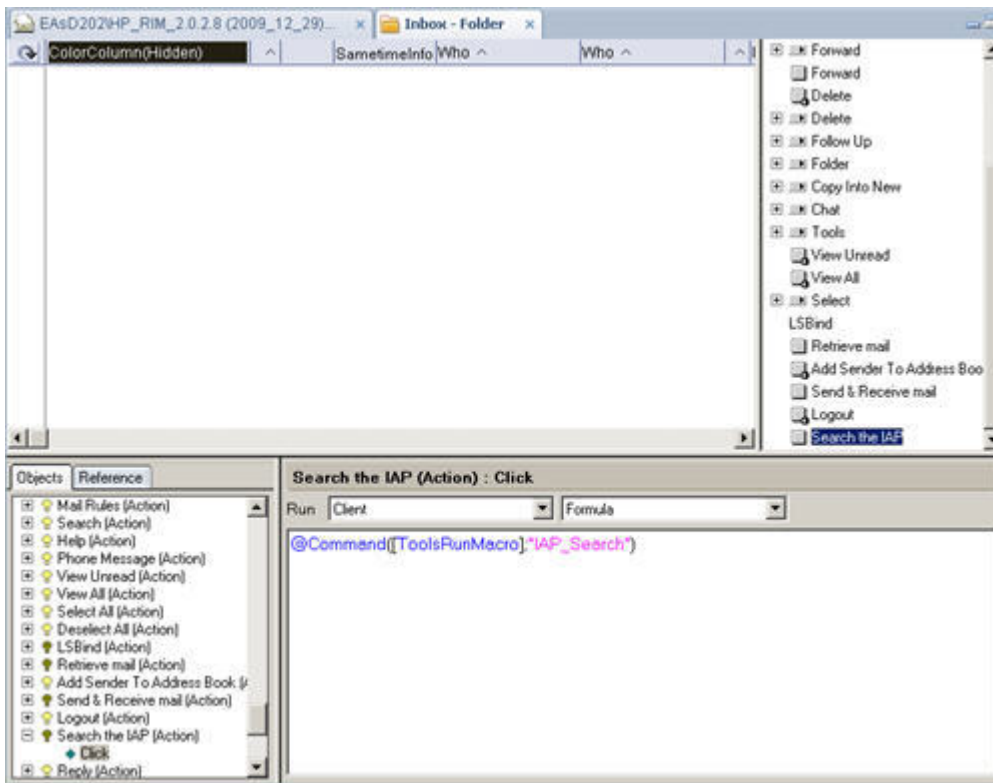 EAsD202\HP_RIM_2.0.2.8 (2009_12_29)...
Inbox - Folder
ColorColumn(Hidden)
SametimeInfo
Who
Who
Forward
Forward
Delete
Delete
Follow Up
Folder
Copy Into New
Chat
Tools
View Unread
View All
Select
LSBind
Retrieve mail
Add Sender To Address Boo
Send & Receive mail
Logout
Search the IAP
Objects
Reference
Mail Rules (Action)
Search (Action)
Help (Action)
Phone Message (Action)
View Unread (Action)
View All (Action)
Select All (Action)
Deselect All (Action)
LSBind (Action)
Retrieve mail (Action)
Add Sender To Address Book (A
Send & Receive mail (Action)
Logout (Action)
Search the IAP (Action)
Click
Reply (Action)
Search the IAP (Action) : Click
Run
Client
Formula
@Command([ToolsRunMacro];"IAP_Search")